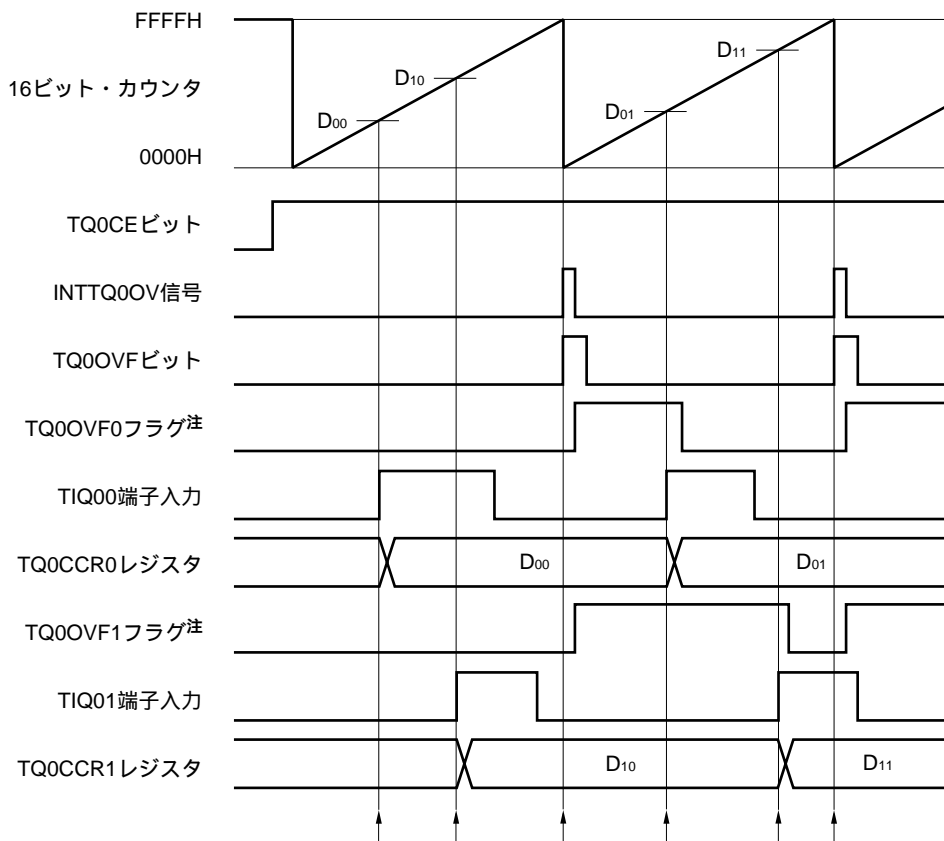 FFFFH
16ビット・カウンタ
0000H
D00
D10
D01
D11
TQ0CEビット
INTTQ0OV信号
TQ0OVFビット
TQ0OVF0フラグ注
TIQ00端子入力
TQ0CCR0レジスタ
D00
D01
TQ0OVF1フラグ注
TIQ01端子入力
TQ0CCR1レジスタ
D10
D11